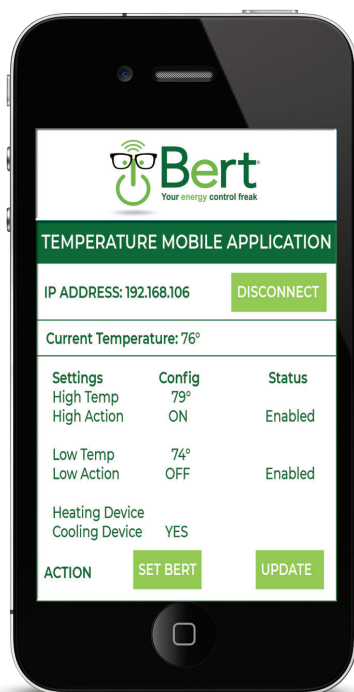 Bert
Your energy control freak
TEMPERATURE MOBILE APPLICATION
IP ADDRESS: 192.168.106 DISCONNECT
Current Temperature: 76°
Settings Config Status
High Temp 79°
High Action ON Enabled
Low Temp 74°
Low Action OFF Enabled
Heating Device
Cooling Device YES
ACTION SET BERT UPDATE